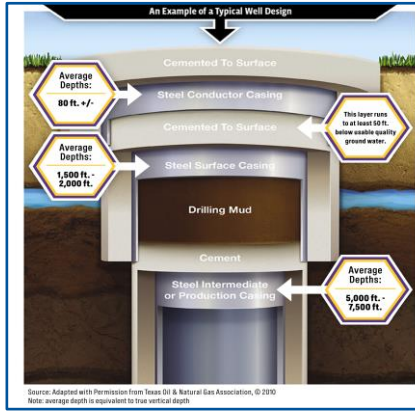 An Example of a Typical Well Design
Cemented To Surface
Average
Depths:
80 ft. +/-
Steel Conductor Casing
Cemented To Surface
This layer runs
to at least 50 ft.
below usable quality
ground water.
Average
Depths:
1,500 ft. -
2,000 ft.
Steel Surface Casing
Drilling Mud
Cement
Steel Intermediate
or Production Casing
Average
Depths:
5,000 ft. -
7,500 ft.
Source: Adapted with Permission from Texas Oil & Natural Gas Association, © 2010
Note: average depth is equivalent to true vertical depth